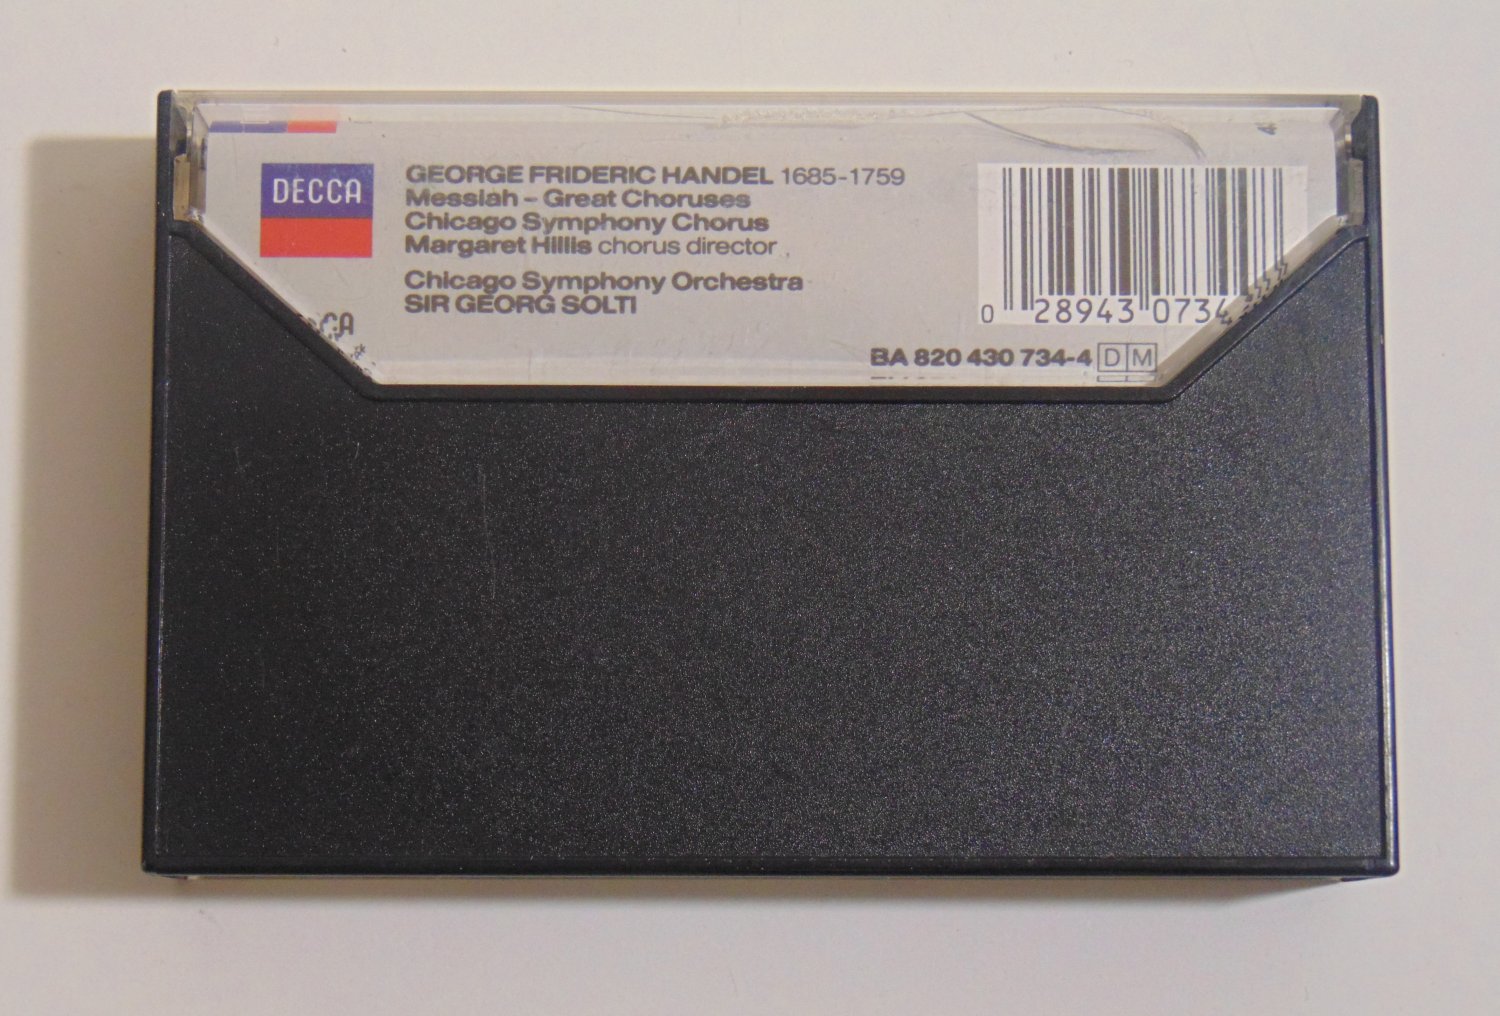 DECCA
GEORGE FRIDERIC HANDEL 1685-1759
Messiah – Great Choruses
Chicago Symphony Chorus
Margaret Hillis chorus director
Chicago Symphony Orchestra
SIR GEORG SOLTI
0 28943 0734
BA 820 430 734-4 D M